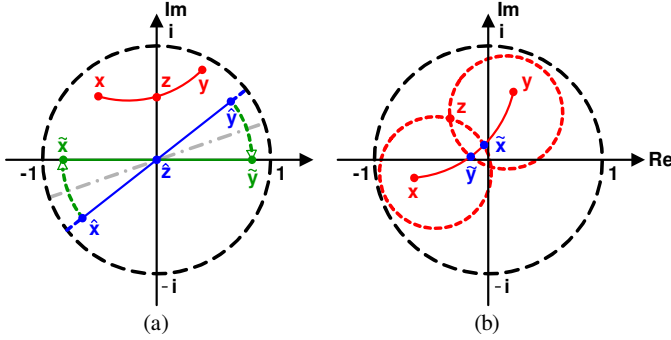 Im Im
i i
x z y
ŷ
x̃
-1 ẑ ỹ 1
x̂
-i
(a)
y
z
x̃
-1 ỹ 1 Re
x
-i
(b)